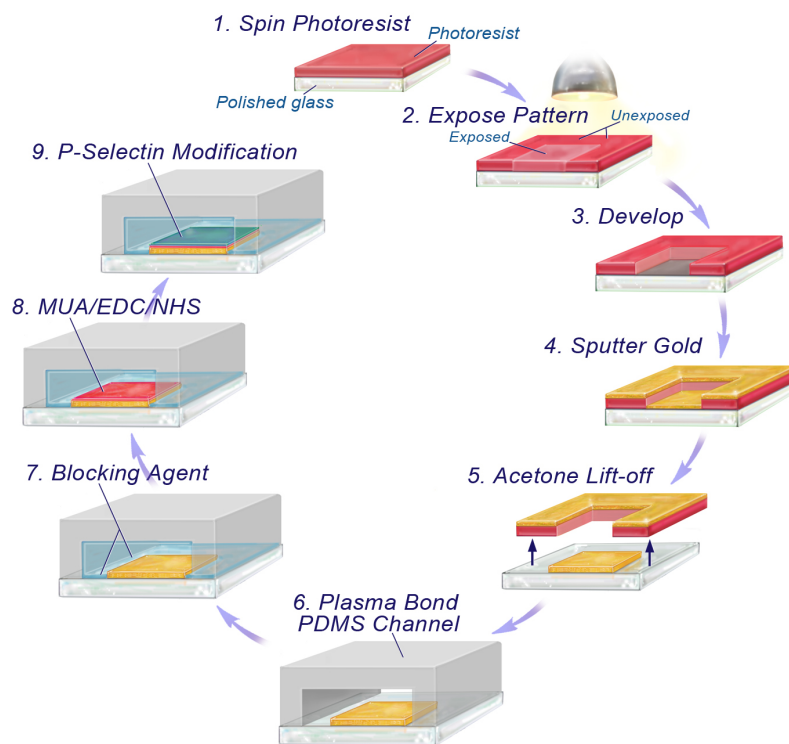 1. Spin Photoresist
Photoresist
Polished glass
2. Expose Pattern
Unexposed
Exposed
3. Develop
4. Sputter Gold
5. Acetone Lift-off
6. Plasma Bond
PDMS Channel
7. Blocking Agent
8. MUA/EDC/NHS
9. P-Selectin Modification